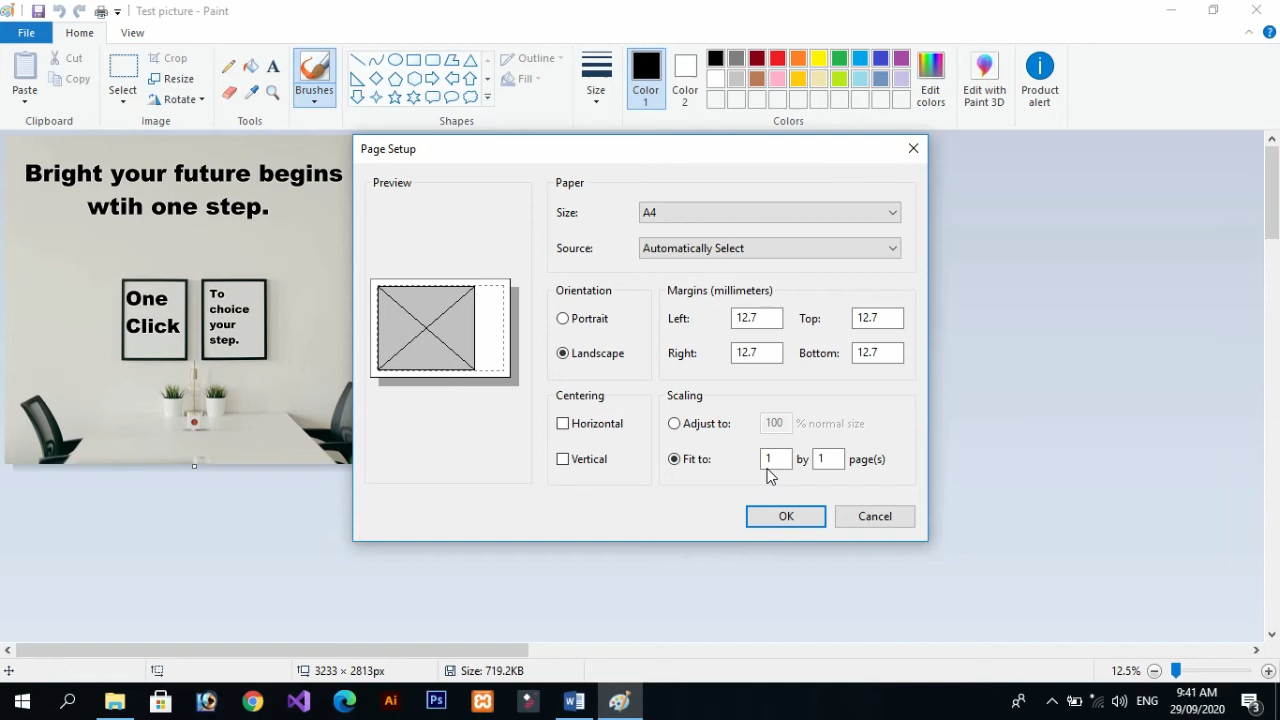 Test picture - Paint
File
Home
View
Paste
Cut
Copy
Clipboard
Select
Crop
Resize
Rotate
Image
A
Tools
Brushes
Shapes
Outline
Fill
Size
Color 1
Color 2
Edit colors
Colors
Edit with Paint 3D
Product alert
Bright your future begins
wtih one step.
One
Click
To
choice
your
step.
Page Setup
Preview
Paper
Size:
A4
Source:
Automatically Select
Orientation
Portrait
Landscape
Margins (millimeters)
Left:
12.7
Top:
12.7
Right:
12.7
Bottom:
12.7
Centering
Horizontal
Vertical
Scaling
Adjust to:
100
% normal size
Fit to:
1
by
1
page(s)
OK
Cancel
3233 × 2813px
Size: 719.2KB
12.5%
Ai
Ps
ENG
9:41 AM
29/09/2020
3